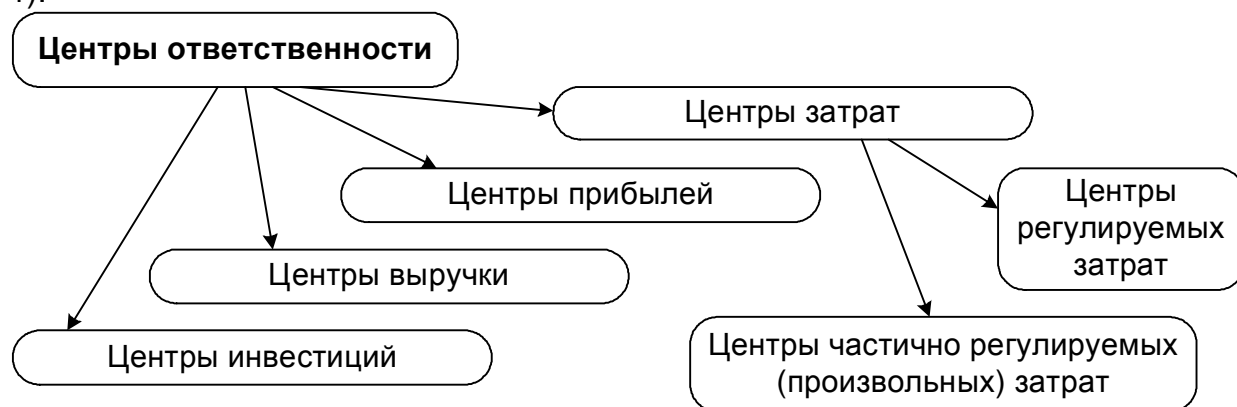 1).
Центры ответственности
Центры затрат
Центры прибылей
Центры
регулируемых
затрат
Центры выручки
Центры инвестиций
Центры частично регулируемых
(произвольных) затрат